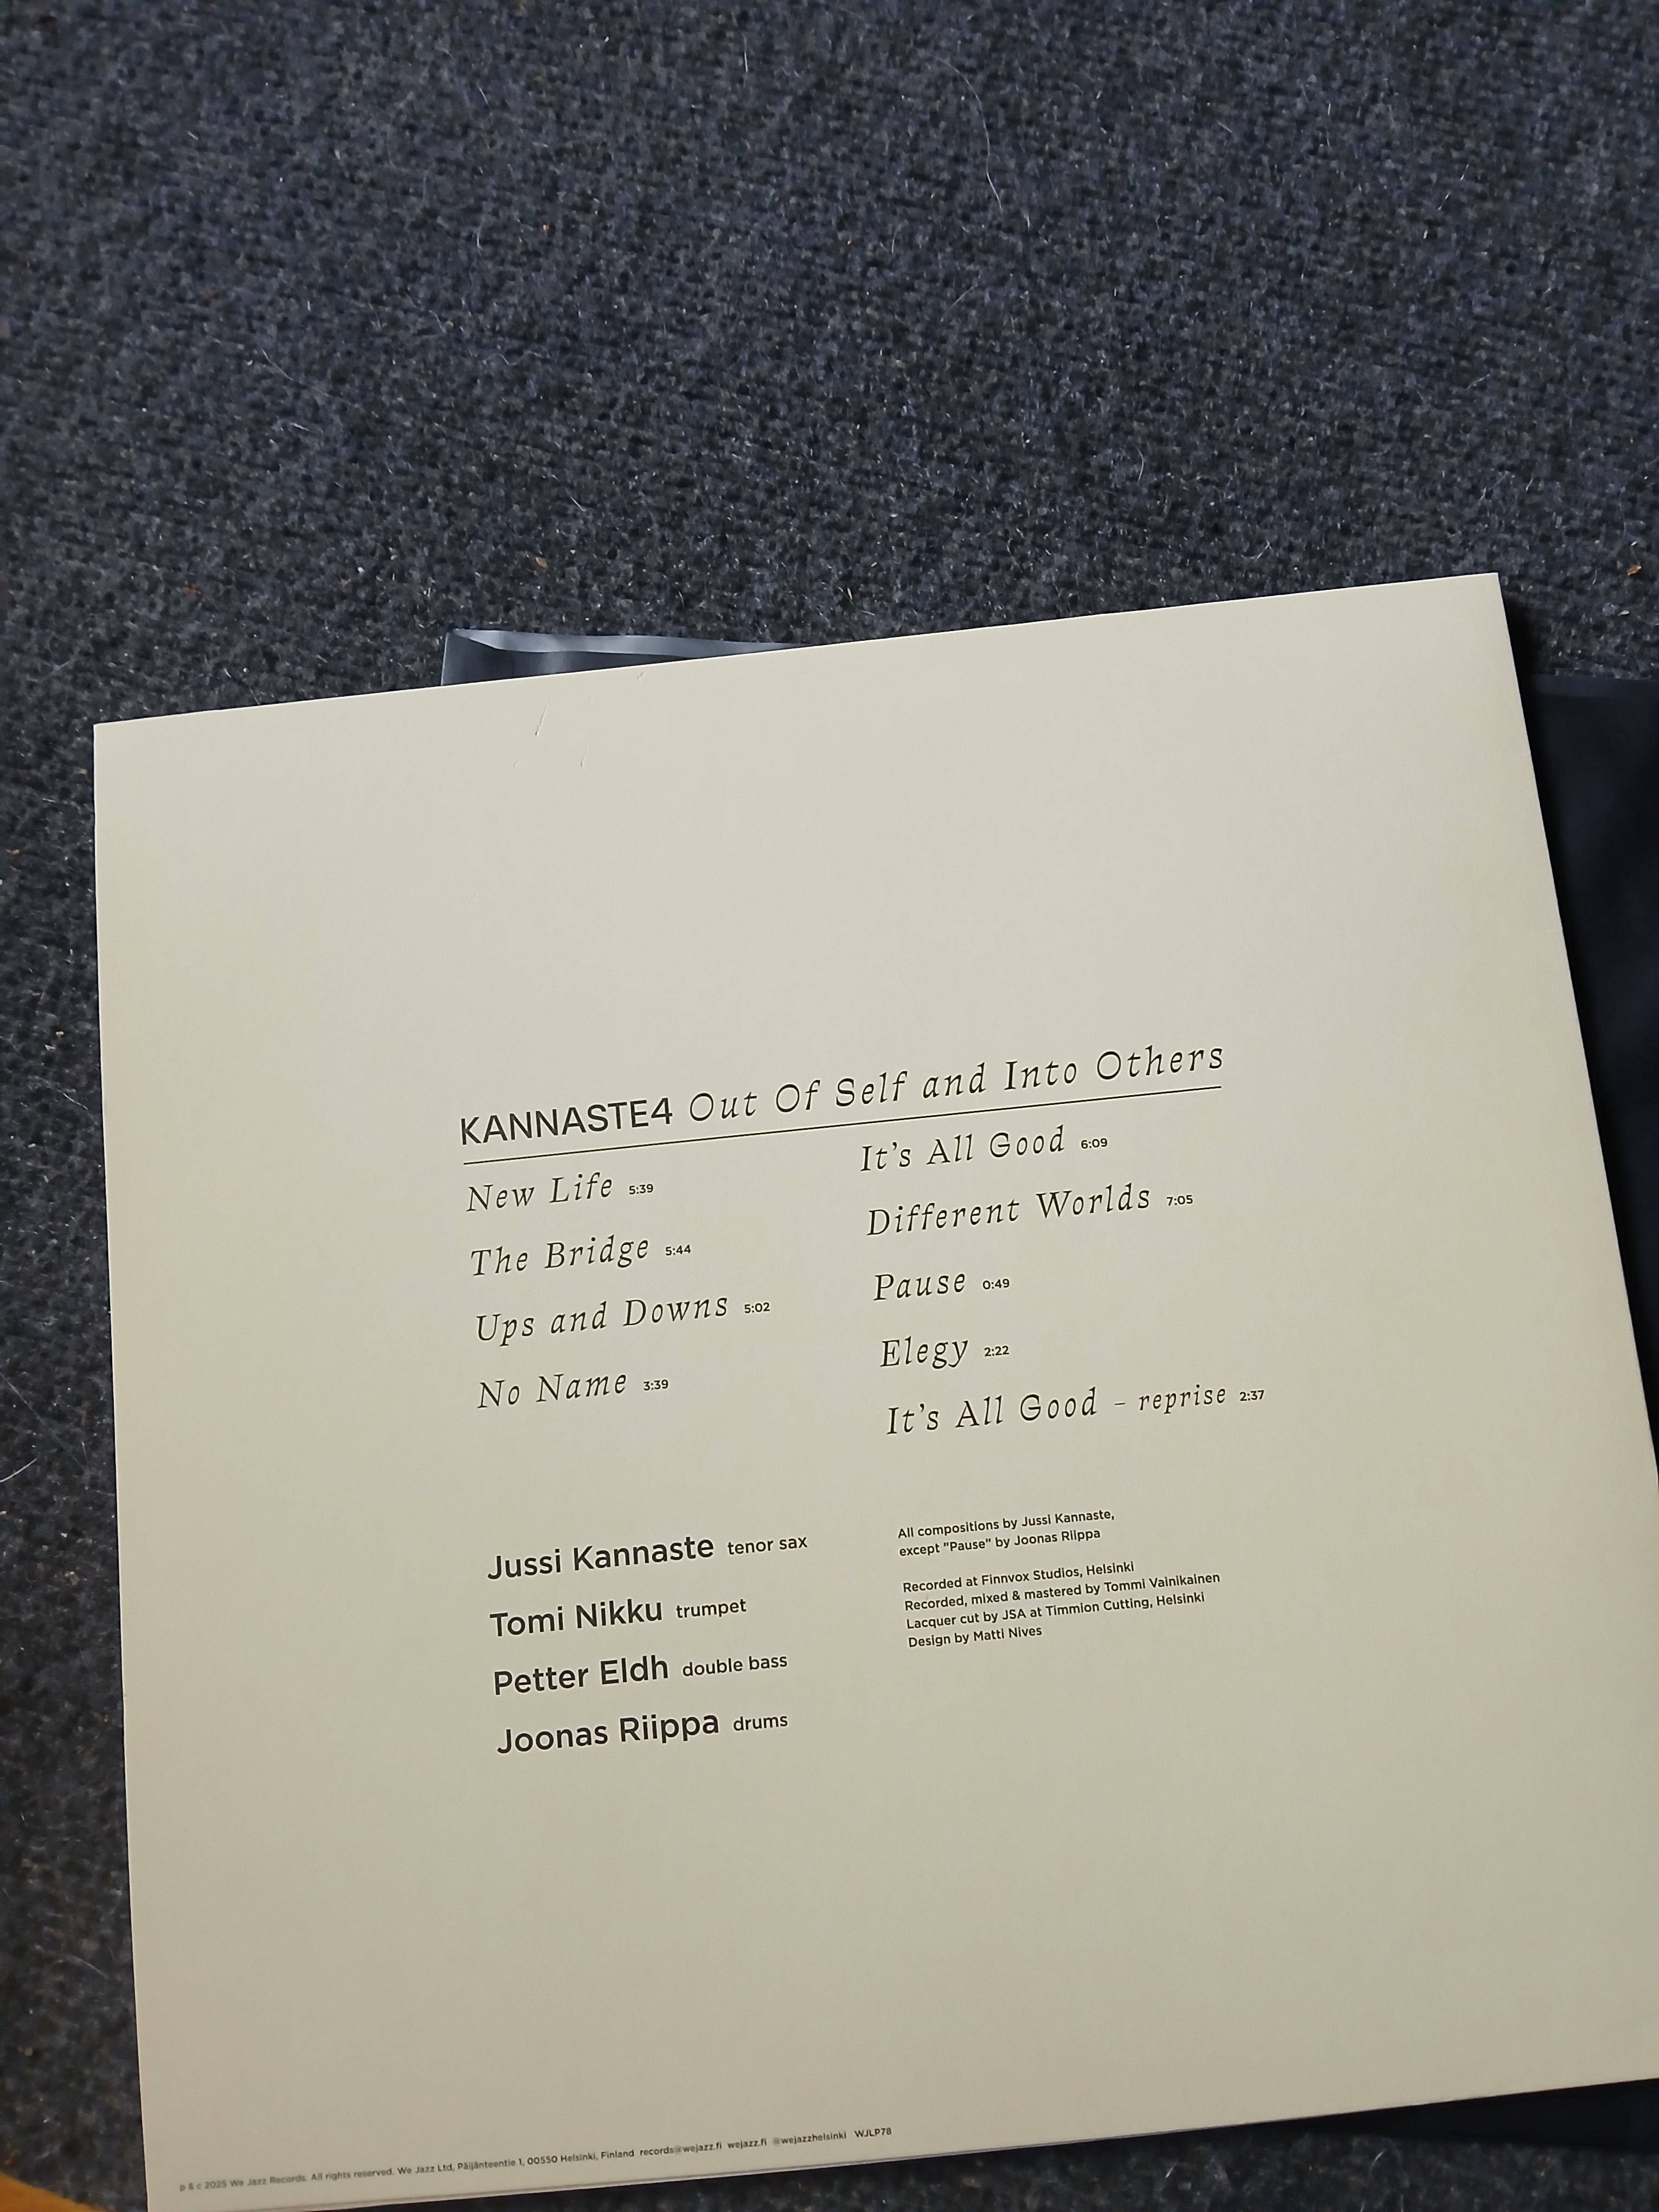 KANNASTE4 Out Of Self and Into Others
New Life 5:39
The Bridge 5:44
Ups and Downs 5:02
No Name 3:39
It's All Good 6:09
Different Worlds 7:05
Pause 0:49
Elegy 2:22
It's All Good – reprise 2:37
Jussi Kannaste tenor sax
Tomi Nikku trumpet
Petter Eldh double bass
Joonas Riippa drums
All compositions by Jussi Kannaste,
except "Pause" by Joonas Riippa
Recorded at Finnvox Studios, Helsinki
Recorded, mixed & mastered by Tommi Vainikainen
Lacquer cut by JSA at Timmion Cutting, Helsinki
Design by Matti Nives
p & c 2025 We Jazz Records. All rights reserved. We Jazz Ltd, Päijänteentie 1, 00550 Helsinki, Finland records@wejazz.fi wejazz.fi @wejazzhelsinki WJLP78